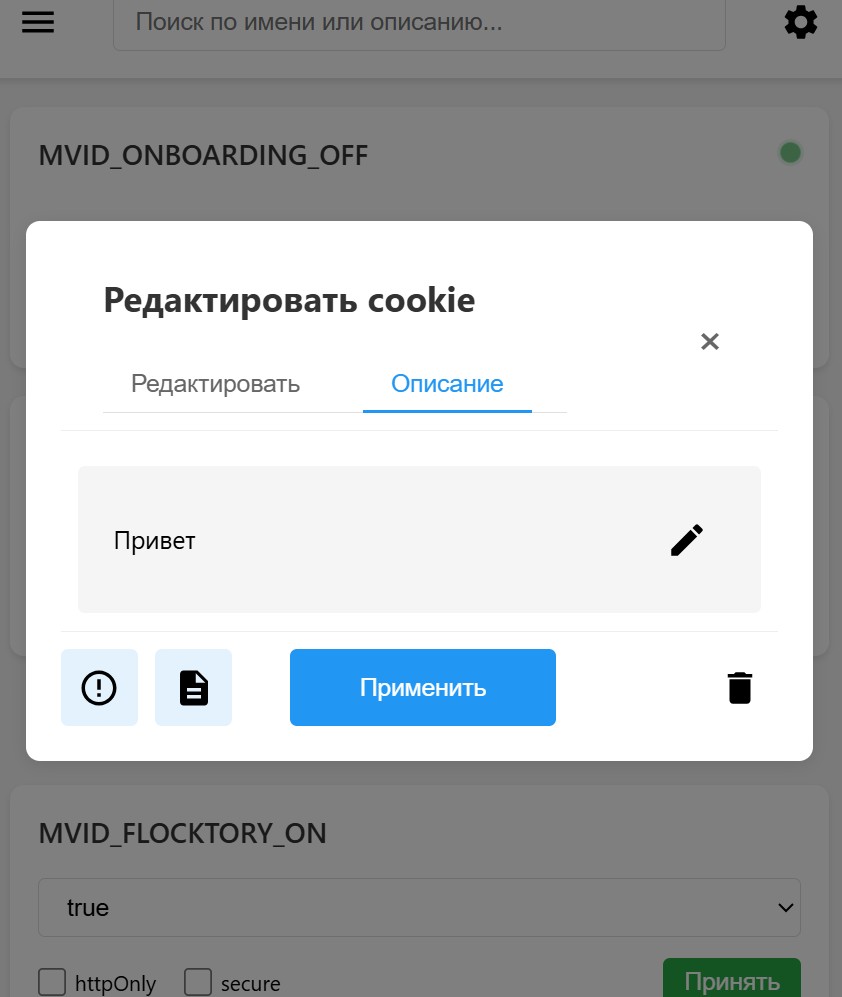 Поиск по имени или описанию...
MVID_ONBOARDING_OFF
Редактировать cookie
×
Редактировать Описание
Привет
Применить
MVID_FLOCKTORY_ON
true
httpOnly secure Принять